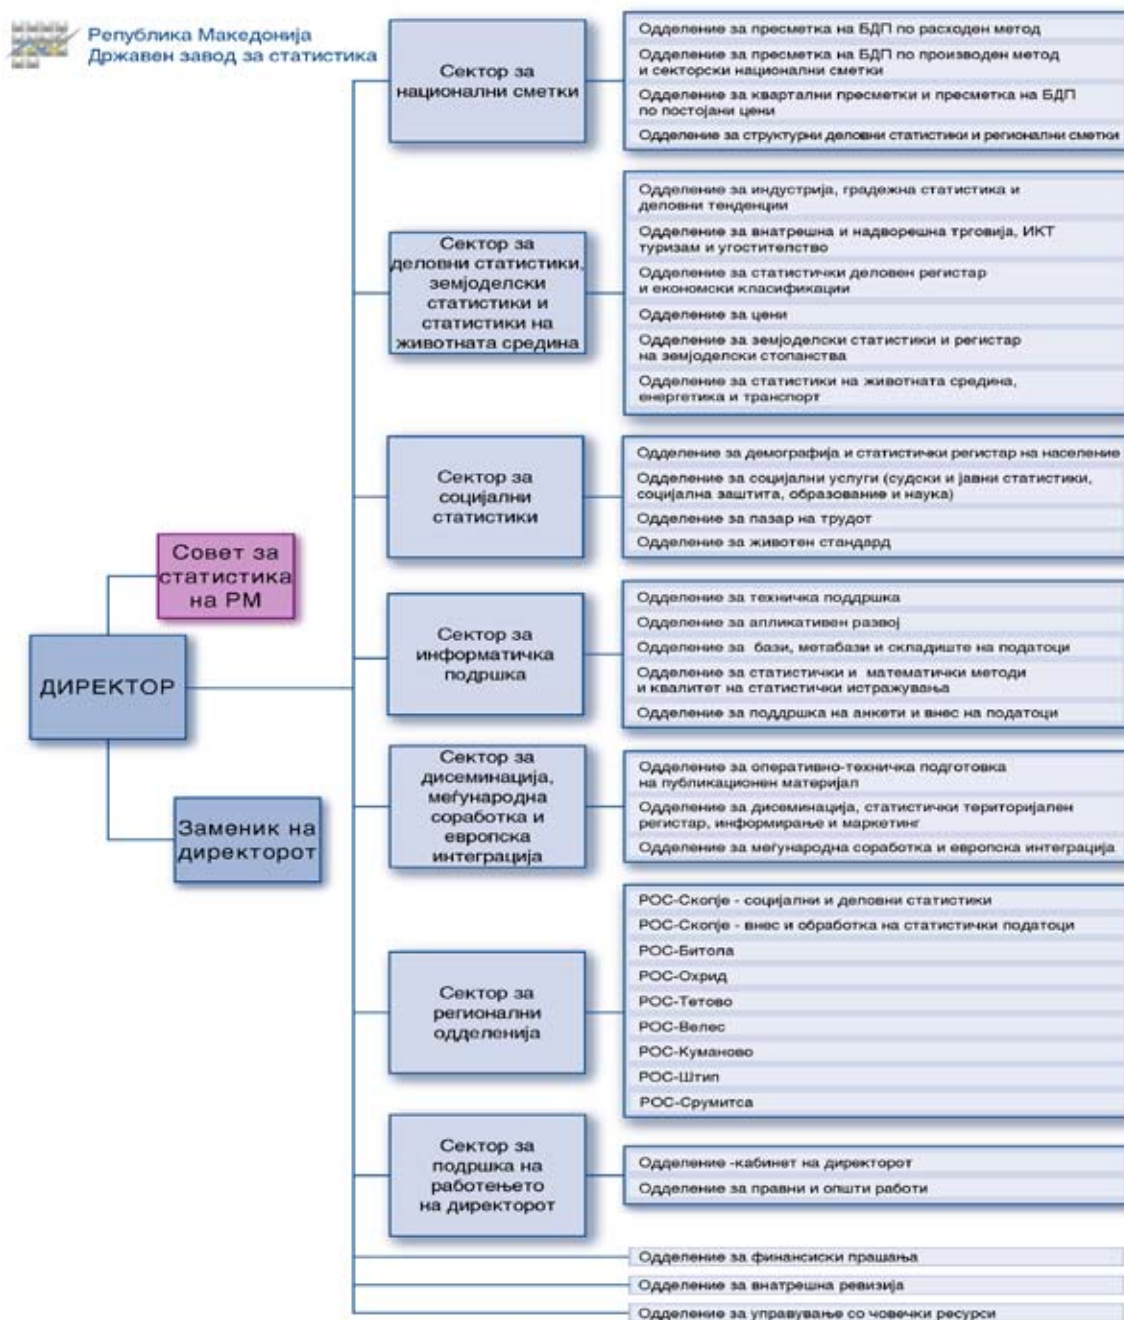 Република Македонија
Државен завод за статистика
Сектор за
национални сметки
Одделение за пресметка на БДП по расходен метод
Одделение за пресметка на БДП по производен метод
и секторски национални сметки
Одделение за квартални пресметки и пресметка на БДП
по постојани цени
Одделение за структурни деловни статистики и регионални сметки
Сектор за
деловни статистики,
земјоделски
статистики и
статистики на
животната средина
Одделение за индустрија, градежна статистика и
деловни тенденции
Одделение за внатрешна и надворешна трговија, ИКТ
туризам и угостителство
Одделение за статистички деловен регистар
и економски класификации
Одделение за цени
Одделение за земјоделски статистики и регистар
на земјоделски стопанства
Одделение за статистики на животната средина,
енергетика и транспорт
Сектор за
социјални
статистики
Одделение за демографија и статистички регистар на население
Одделение за социјални услуги (судски и јавни статистики,
социјална заштита, образование и наука)
Одделение за пазар на трудот
Одделение за животен стандард
Совет за
статистика
на РМ
ДИРЕКТОР
Заменик на
директорот
Сектор за
информатичка
подршка
Одделение за техничка поддршка
Одделение за апликативен развој
Одделение за бази, метабази и складиште на податоци
Одделение за статистички и математички методи
и квалитет на статистички истражувања
Одделение за поддршка на анкети и внес на податоци
Сектор за
дисеминација,
меѓународна
соработка и
европска
интеграција
Одделение за оперативно-техничка подготовка
на публикационен материјал
Одделение за дисеминација, статистички територијален
регистар, информирање и маркетинг
Одделение за меѓународна соработка и европска интеграција
Сектор за
регионални
одделенија
РОС-Скопје - социјални и деловни статистики
РОС-Скопје - внес и обработка на статистички податоци
РОС-Битола
РОС-Охрид
РОС-Тетово
РОС-Велес
РОС-Куманово
РОС-Штип
РОС-Срумитса
Сектор за
подршка на
работењето
на директорот
Одделение -кабинет на директорот
Одделение за правни и општи работи
Одделение за финансиски прашања
Одделение за внатрешна ревизија
Одделение за управување со човечки ресурси